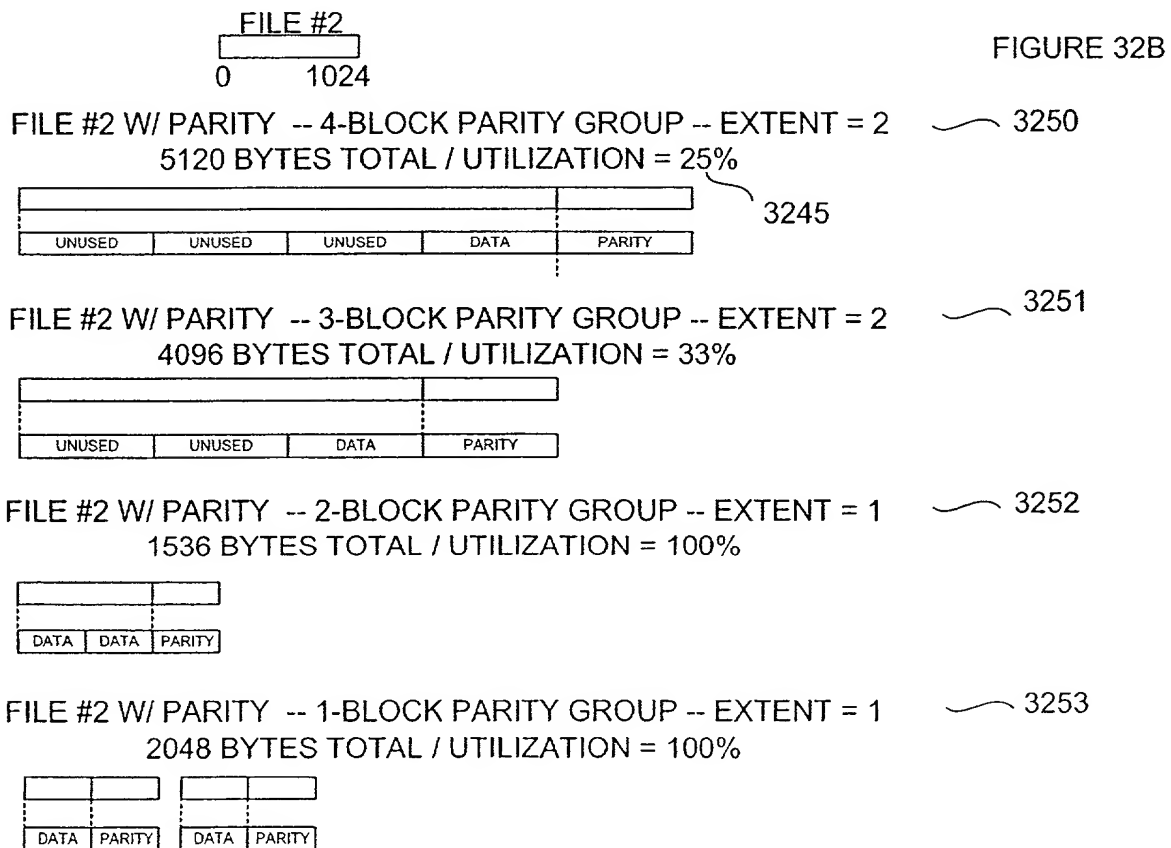 FILE #2
FIGURE 32B
0 1024
FILE #2 W/ PARITY -- 4-BLOCK PARITY GROUP -- EXTENT = 2 3250
5120 BYTES TOTAL / UTILIZATION = 25%
3245
UNUSED UNUSED UNUSED DATA PARITY
FILE #2 W/ PARITY -- 3-BLOCK PARITY GROUP -- EXTENT = 2 3251
4096 BYTES TOTAL / UTILIZATION = 33%
UNUSED UNUSED DATA PARITY
FILE #2 W/ PARITY -- 2-BLOCK PARITY GROUP -- EXTENT = 1 3252
1536 BYTES TOTAL / UTILIZATION = 100%
DATA DATA PARITY
FILE #2 W/ PARITY -- 1-BLOCK PARITY GROUP -- EXTENT = 1 3253
2048 BYTES TOTAL / UTILIZATION = 100%
DATA PARITY DATA PARITY